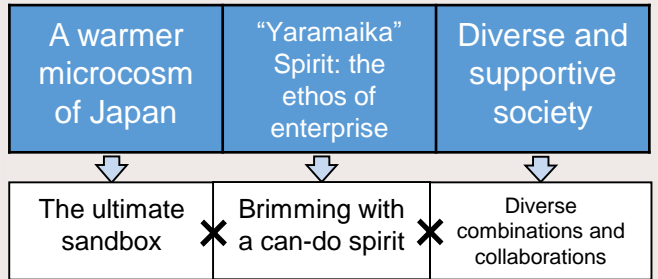 A warmer
microcosm
of Japan
“Yaramaika”
Spirit: the
ethos of
enterprise
Diverse and
supportive
society
The ultimate
sandbox
×
Brimming with
a can-do spirit
×
Diverse
combinations and
collaborations